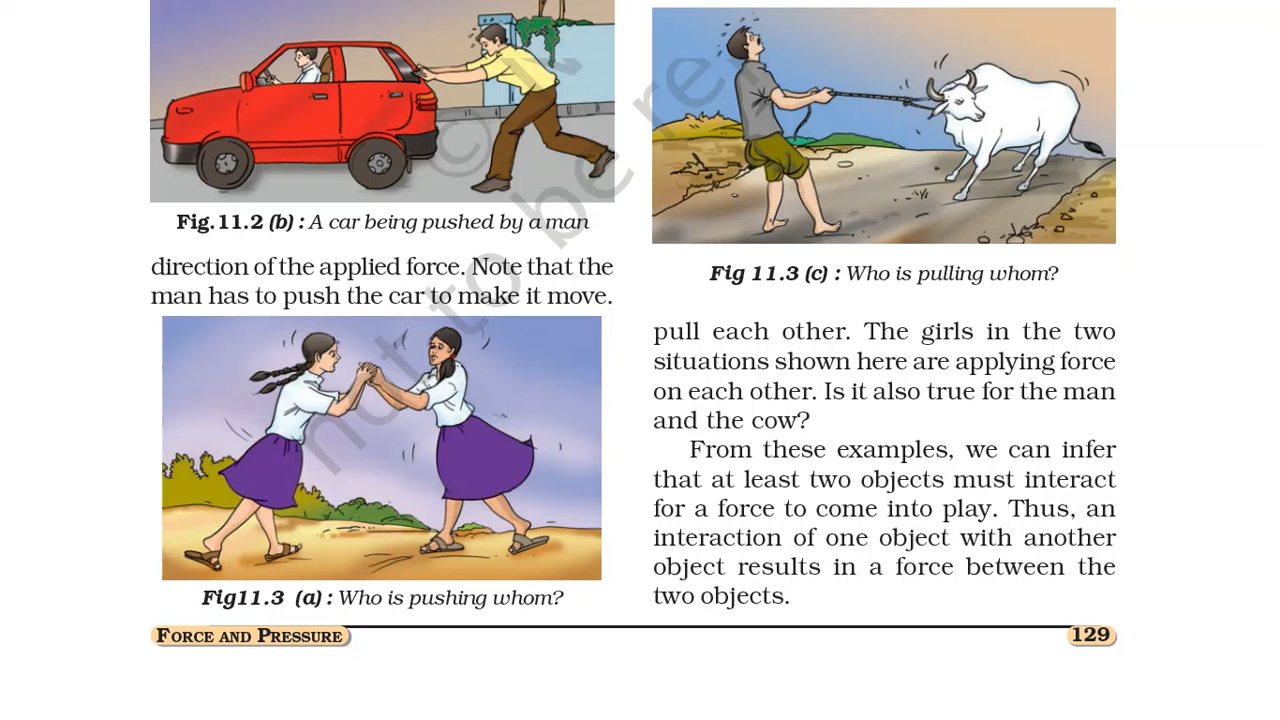 Fig.11.2 (b) : A car being pushed by a man
direction of the applied force. Note that the
man has to push the car to make it move.
Fig11.3 (a) : Who is pushing whom?
Fig 11.3 (c) : Who is pulling whom?
pull each other. The girls in the two
situations shown here are applying force
on each other. Is it also true for the man
and the cow?
From these examples, we can infer
that at least two objects must interact
for a force to come into play. Thus, an
interaction of one object with another
object results in a force between the
two objects.
FORCE AND PRESSURE
129
not to be re